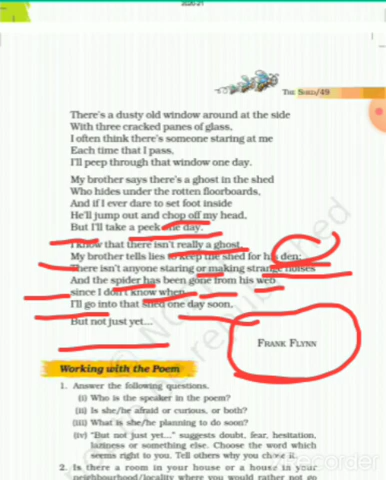 2020-21
THE SHED/49
There's a dusty old window around at the side
With three cracked panes of glass,
I often think there's someone staring at me
Each time that I pass,
I'll peep through that window one day.
My brother says there's a ghost in the shed
Who hides under the rotten floorboards,
And if I ever dare to set foot inside
He'll jump out and chop off my head,
But I'll take a peek one day.
I know that there isn't really a ghost,
My brother tells lies to keep the shed for his den;
There isn't anyone staring or making strange noises
And the spider has been gone from his web
since I don't know when
I'll go into that shed one day soon,
But not just yet...
FRANK FLYNN
Working with the Poem
1. Answer the following questions.
(i) Who is the speaker in the poem?
(ii) Is she/he afraid or curious, or both?
(iii) What is she/he planning to do soon?
(iv) "But not just yet..." suggests doubt, fear, hesitation,
laziness or something else. Choose the word which
seems right to you. Tell others why you chose it.
2. Is there a room in your house or a house in your
neighbourhood/locality where you would rather not go